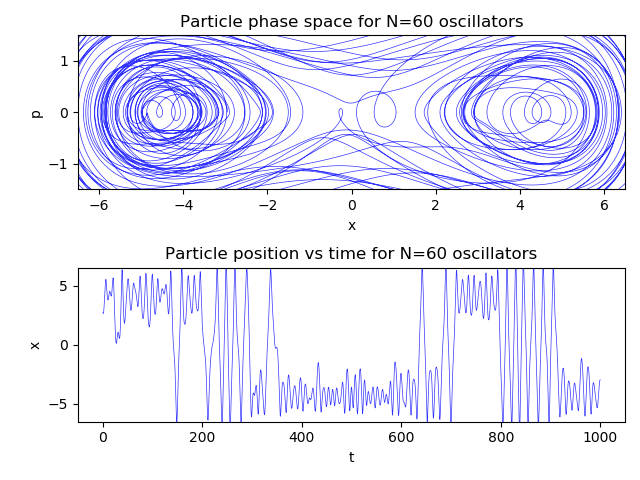 Particle phase space for N=60 oscillators
1
0
−1
p
−6 −4 −2 0 2 4 6
x
Particle position vs time for N=60 oscillators
5
0
−5
x
0 200 400 600 800 1000
t